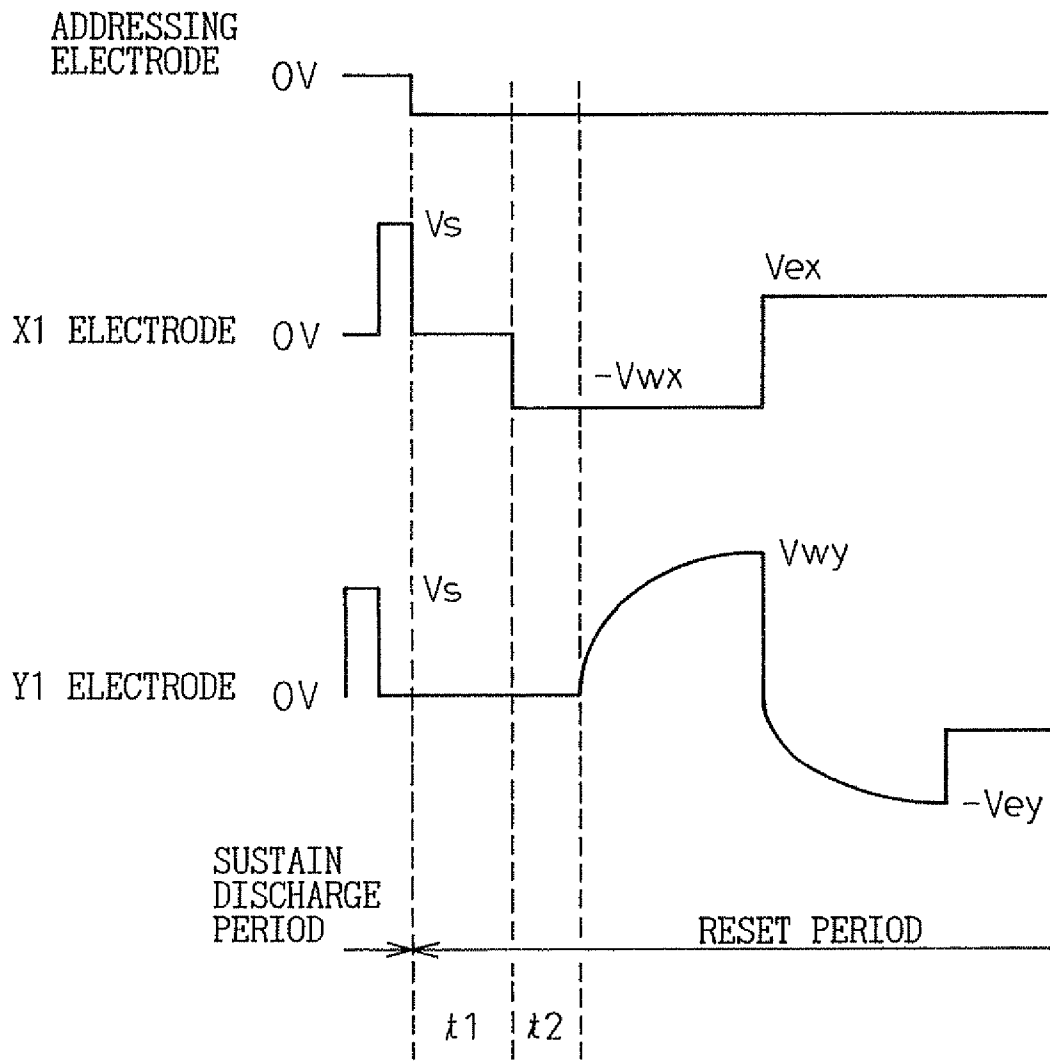 ADDRESSING
ELECTRODE
0V
Vs
Vex
X1 ELECTRODE
0V
-Vwx
Vwy
Vs
Y1 ELECTRODE
0V
-Vey
SUSTAIN
DISCHARGE
PERIOD
RESET PERIOD
t1
t2